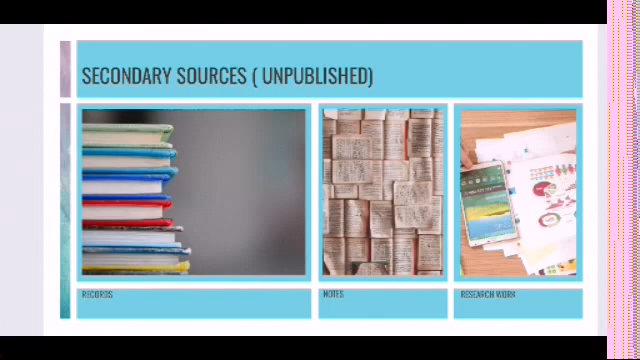 SECONDARY SOURCES ( UNPUBLISHED)
RECORDS
NOTES
RESEARCH WORK